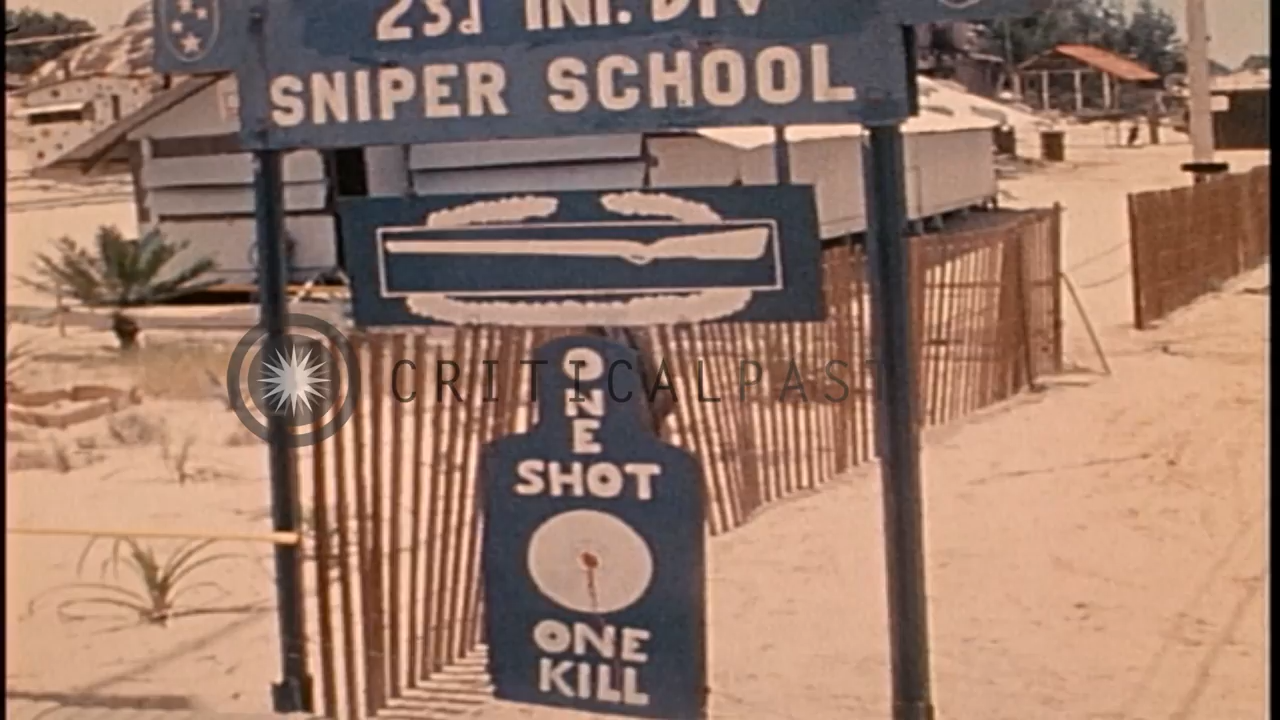 23d INF. DIV
SNIPER SCHOOL
CRITICALPAST
ONE
SHOT
ONE
KILL